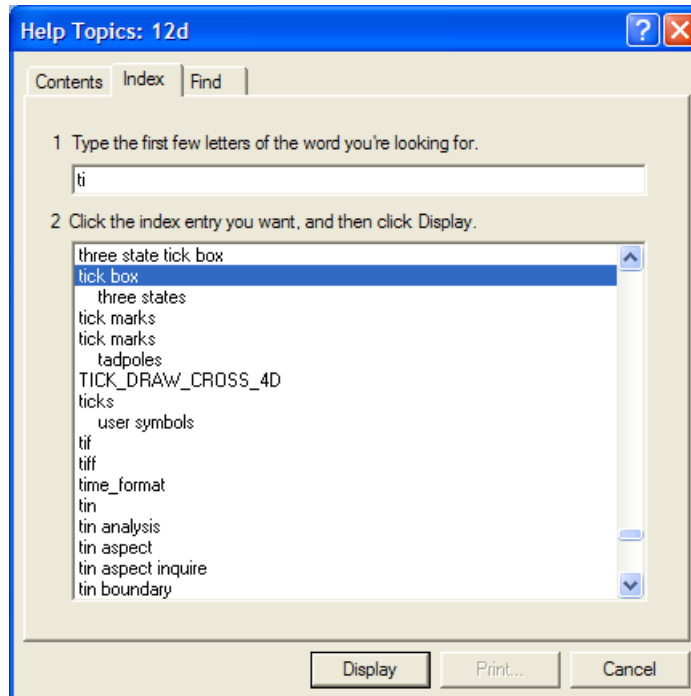 Help Topics: 12d
Contents Index Find
1 Type the first few letters of the word you're looking for.
ti
2 Click the index entry you want, and then click Display.
three state tick box
tick box
three states
tick marks
tick marks
tadpoles
TICK_DRAW_CROSS_4D
ticks
user symbols
tif
tiff
time_format
tin
tin analysis
tin aspect
tin aspect inquire
tin boundary
Display Print... Cancel